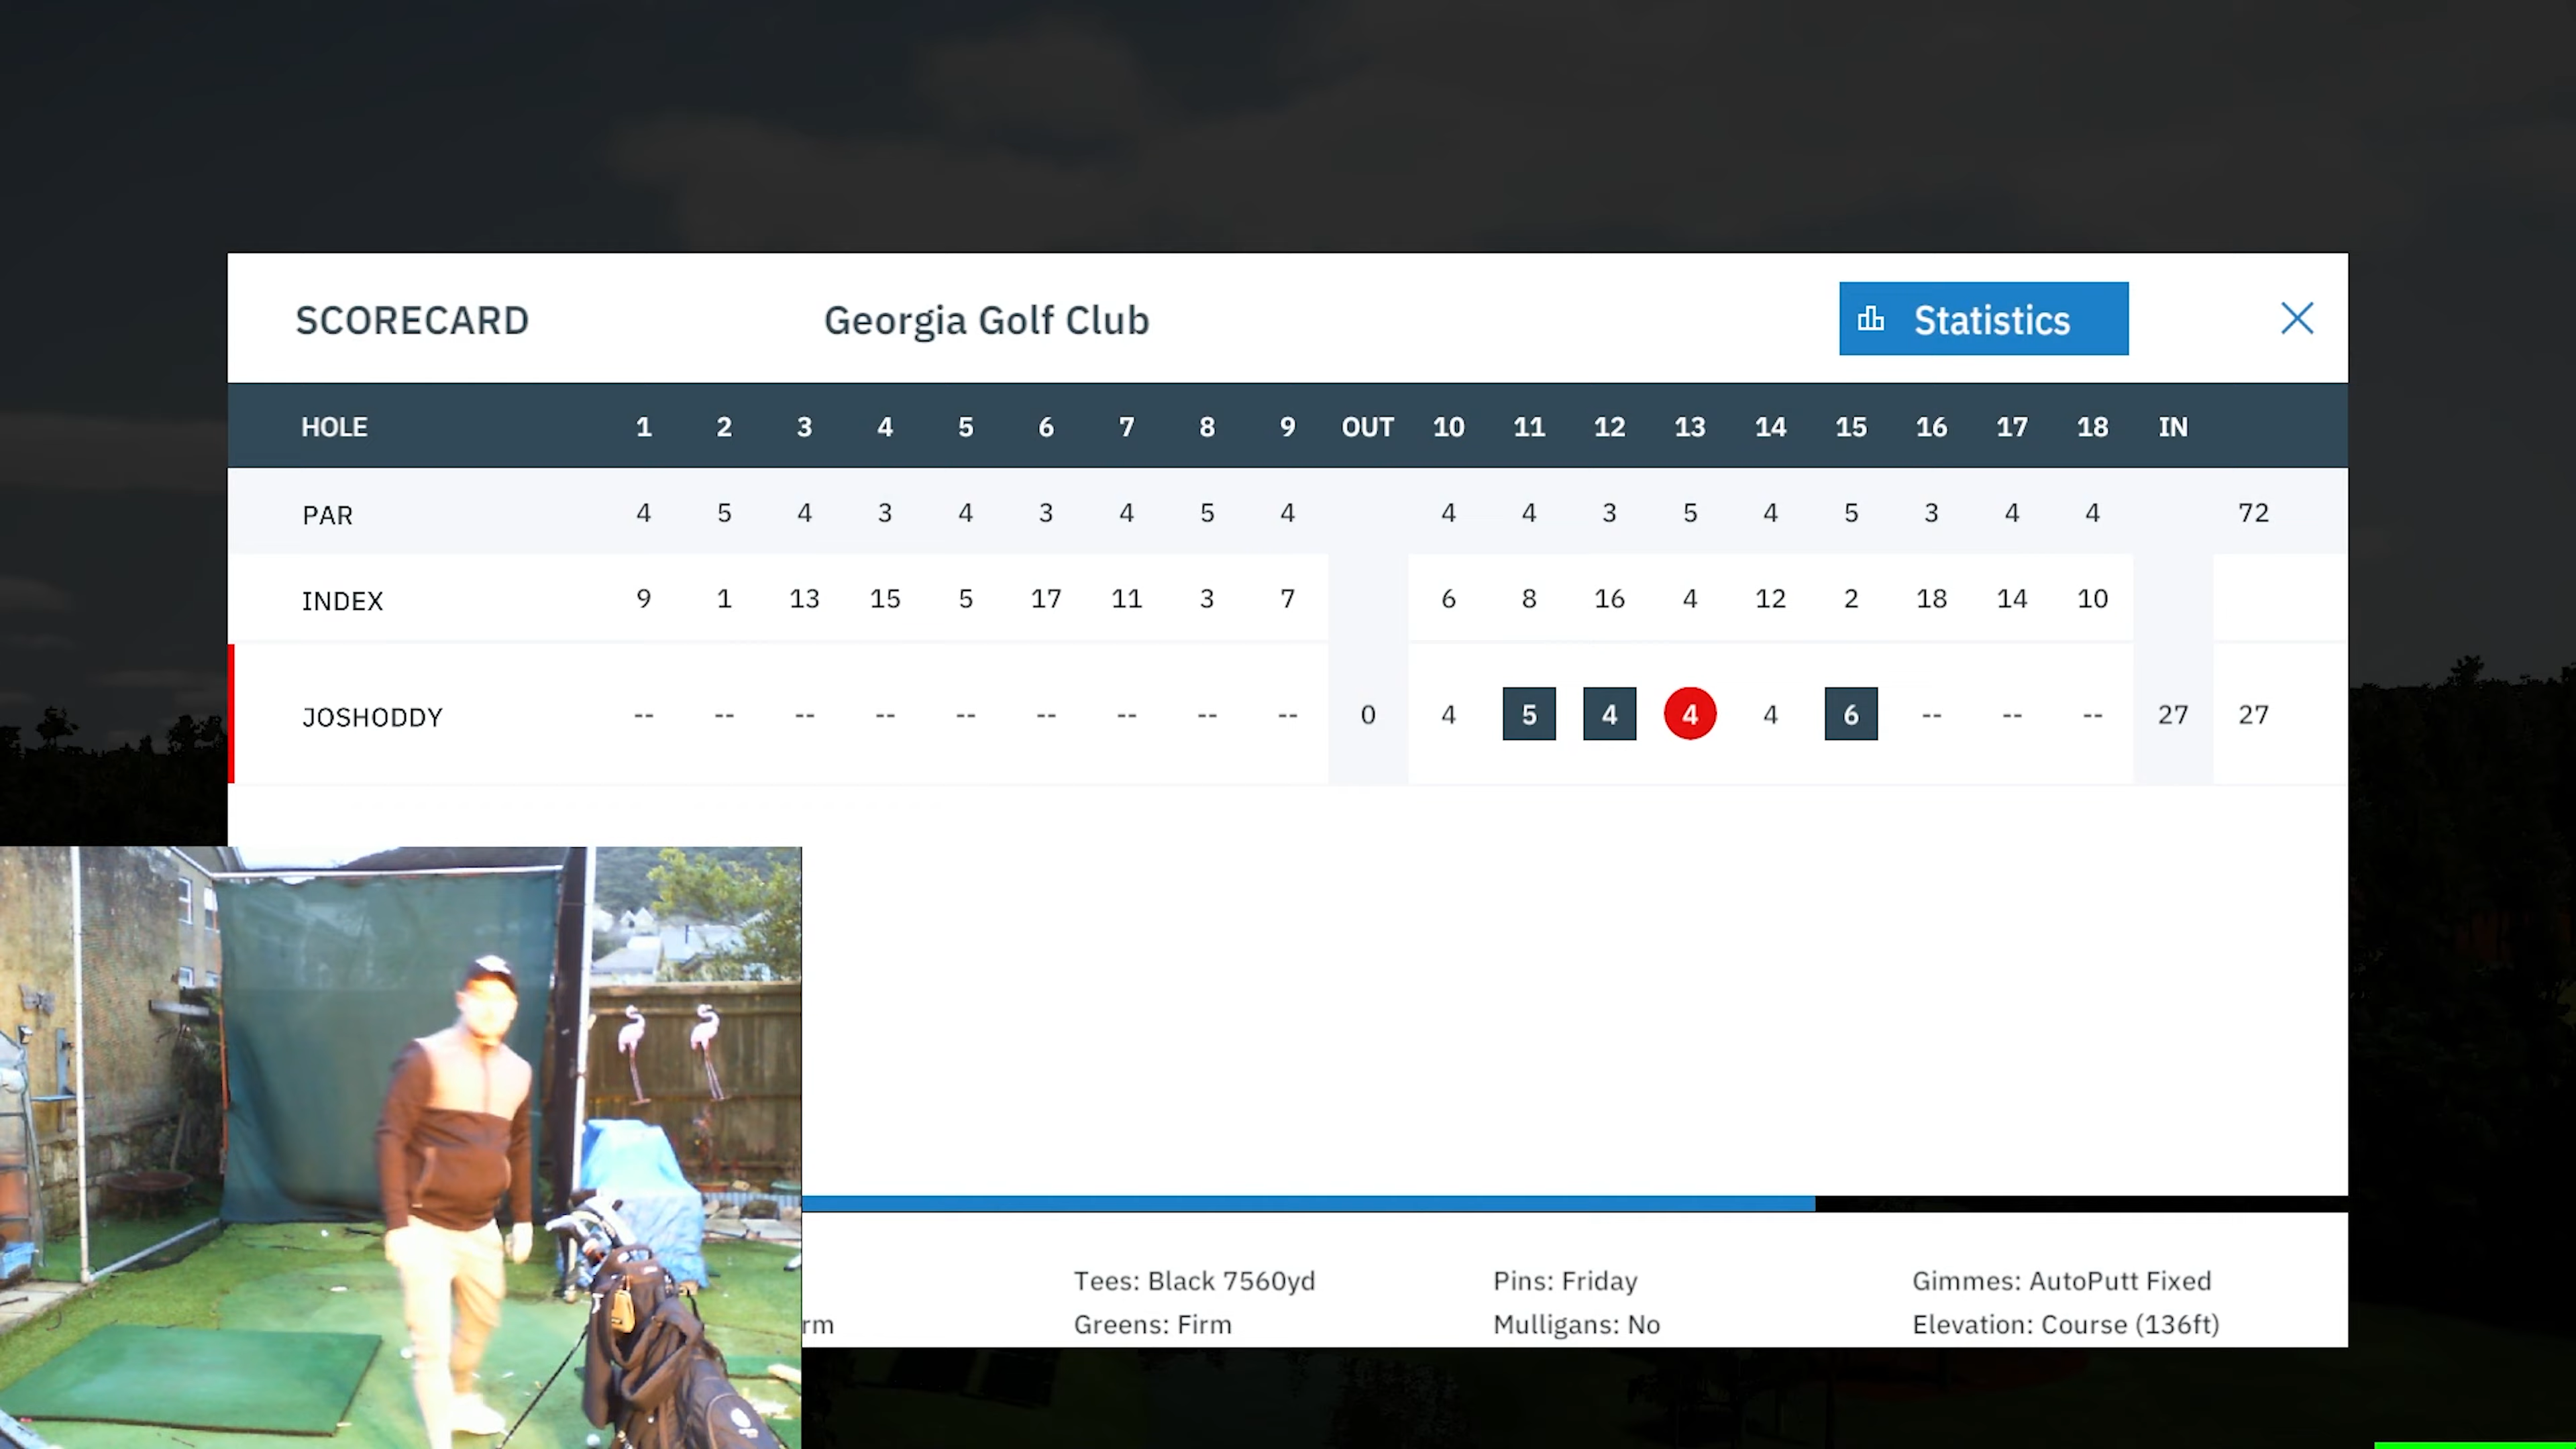 SCORECARD Georgia Golf Club Statistics
HOLE 1 2 3 4 5 6 7 8 9 OUT 10 11 12 13 14 15 16 17 18 IN
PAR 4 5 4 3 4 3 4 5 4 4 4 3 5 4 5 3 4 4 72
INDEX 9 1 13 15 5 17 11 3 7 6 8 16 4 12 2 18 14 10
JOSHODDY -- -- -- -- -- -- -- -- -- 0 4 5 4 4 4 6 -- -- -- 27 27
Tees: Black 7560yd Pins: Friday Gimmes: AutoPutt Fixed
rm Greens: Firm Mulligans: No Elevation: Course (136ft)